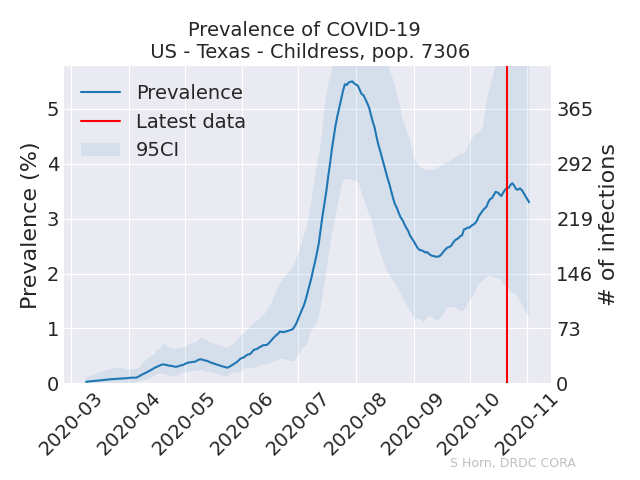 Prevalence of COVID-19
US - Texas - Childress, pop. 7306
Prevalence
Latest data
95CI
Prevalence (%)
5
4
3
2
1
0
# of infections
365
292
219
146
73
0
2020-03
2020-04
2020-05
2020-06
2020-07
2020-08
2020-09
2020-10
2020-11
S Horn, DRDC CORA